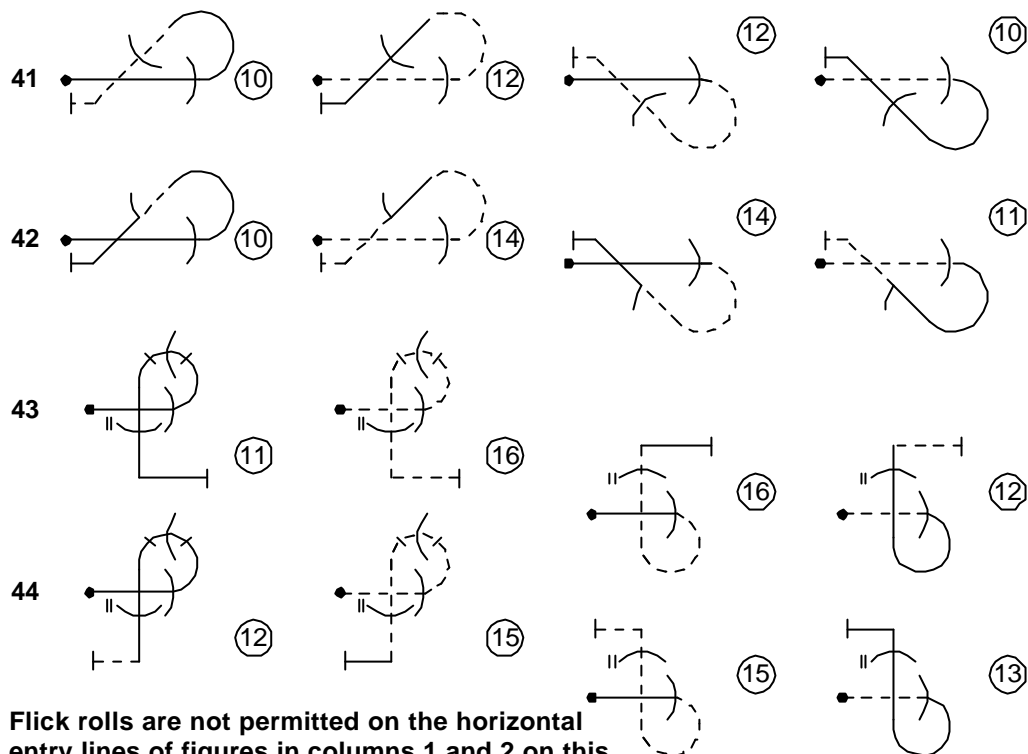 12 10
41 10 12
14 11
42 10 14
43
11 16 16 12
44
12 15 15 13
Flick rolls are not permitted on the horizontal
entry lines of figures in columns 1 and 2 on this